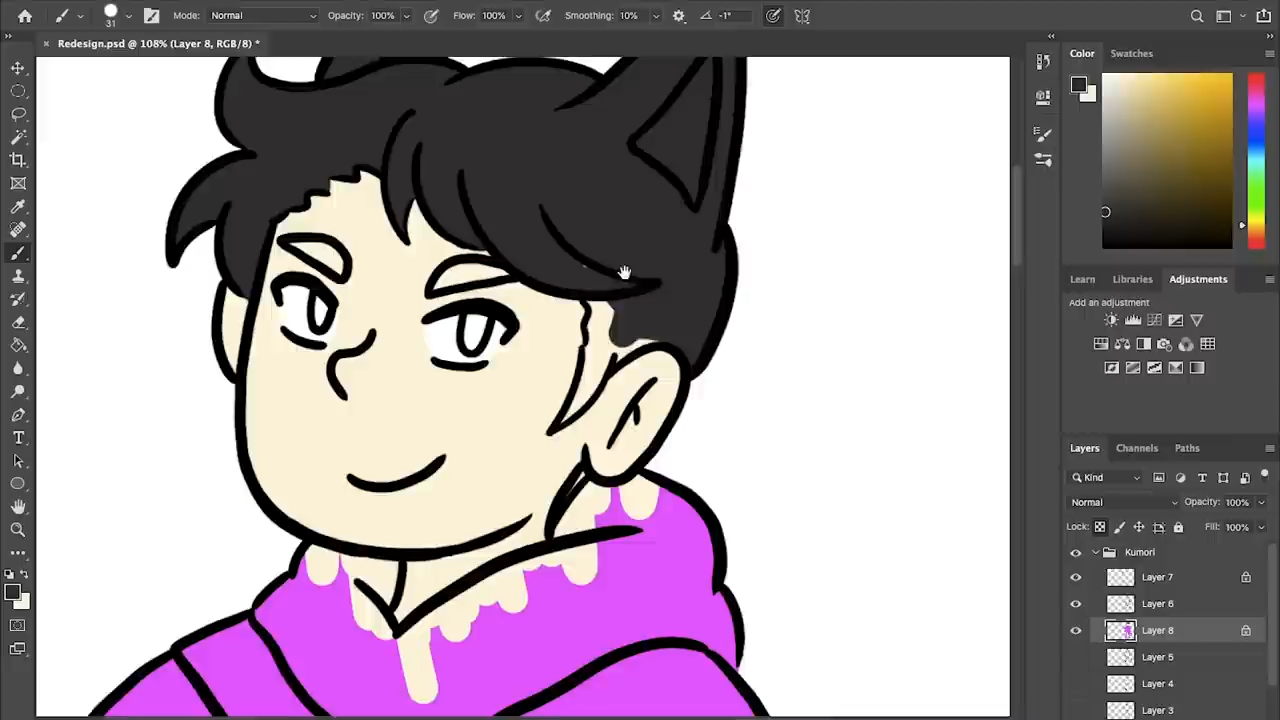 31 Mode: Normal Opacity: 100% Flow: 100% Smoothing: 10% -1°
× Redesign.psd @ 108% (Layer 8, RGB/8) *
Color Swatches
Learn Libraries Adjustments
Add an adjustment
Layers Channels Paths
Kind
Normal Opacity: 100%
Lock: Fill: 100%
Kumori
Layer 7
Layer 6
Layer 8
Layer 5
Layer 4
Layer 3